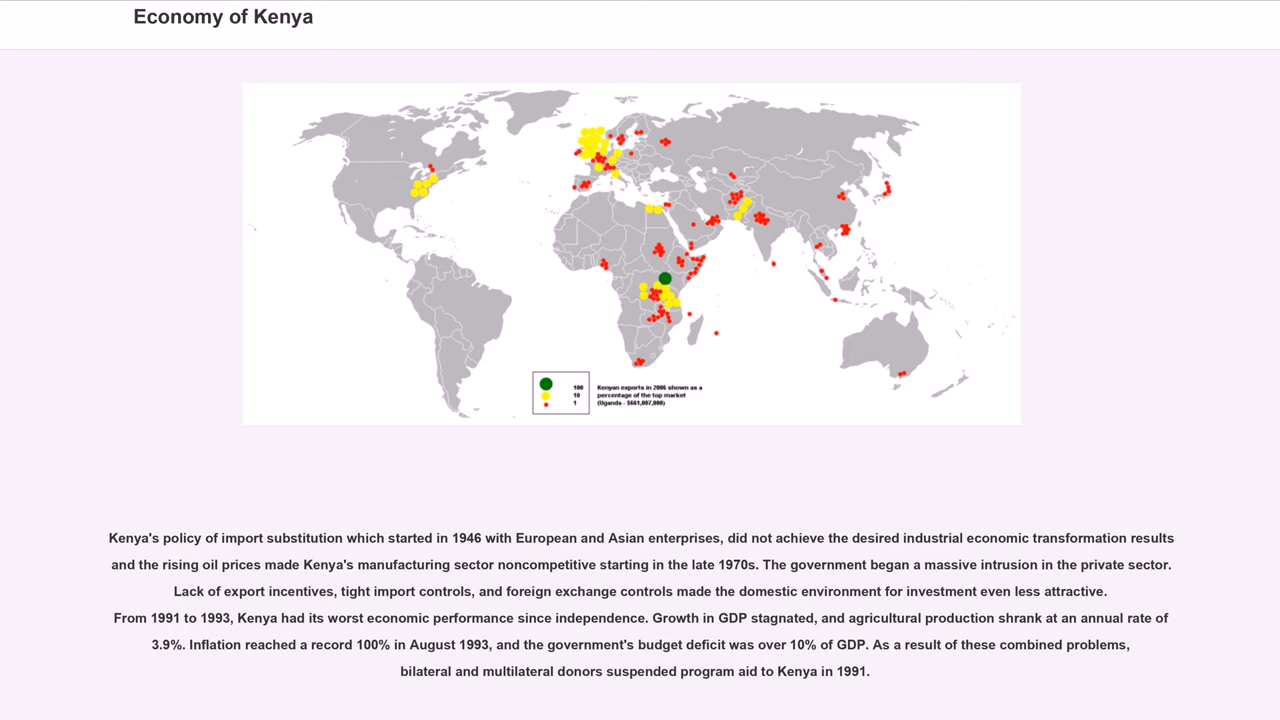 Economy of Kenya
100
10
1
Kenyan exports in 2006 shown as a
percentage of the top market
(Uganda - $661,007,000)
Kenya's policy of import substitution which started in 1946 with European and Asian enterprises, did not achieve the desired industrial economic transformation results
and the rising oil prices made Kenya's manufacturing sector noncompetitive starting in the late 1970s. The government began a massive intrusion in the private sector.
Lack of export incentives, tight import controls, and foreign exchange controls made the domestic environment for investment even less attractive.
From 1991 to 1993, Kenya had its worst economic performance since independence. Growth in GDP stagnated, and agricultural production shrank at an annual rate of
3.9%. Inflation reached a record 100% in August 1993, and the government's budget deficit was over 10% of GDP. As a result of these combined problems,
bilateral and multilateral donors suspended program aid to Kenya in 1991.